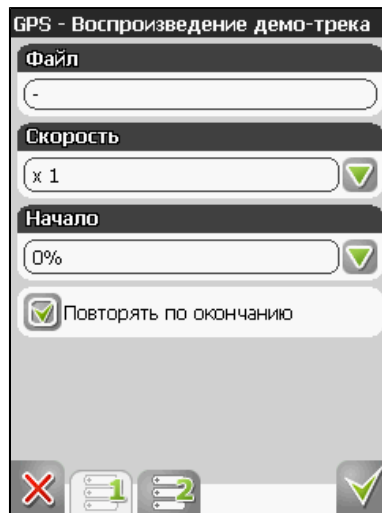 GPS - Воспроизведение демо-трека
Файл
-
Скорость
x 1
Начало
0%
Повторять по окончанию
1 2